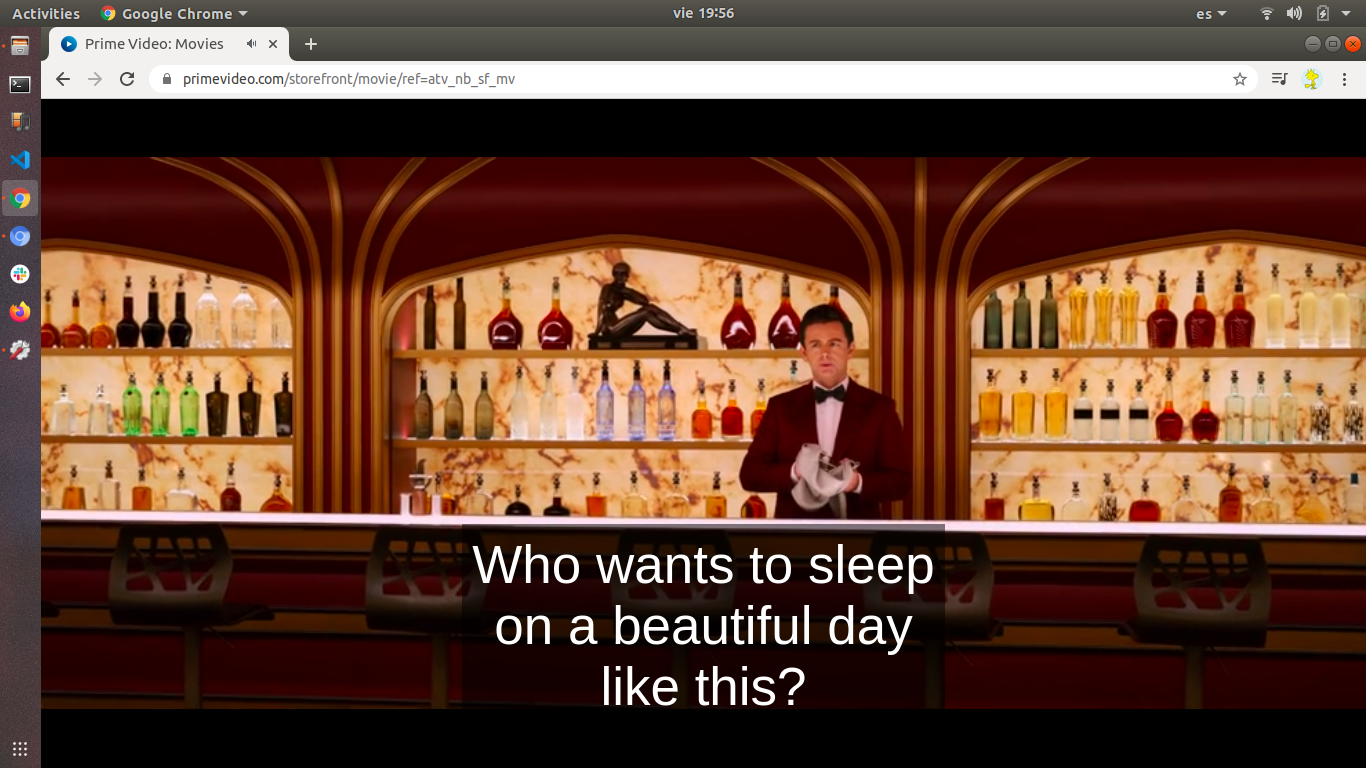 Activities Google Chrome vie 19:56 es
Prime Video: Movies
primevideo.com/storefront/movie/ref=atv_nb_sf_mv
Who wants to sleep
on a beautiful day
like this?